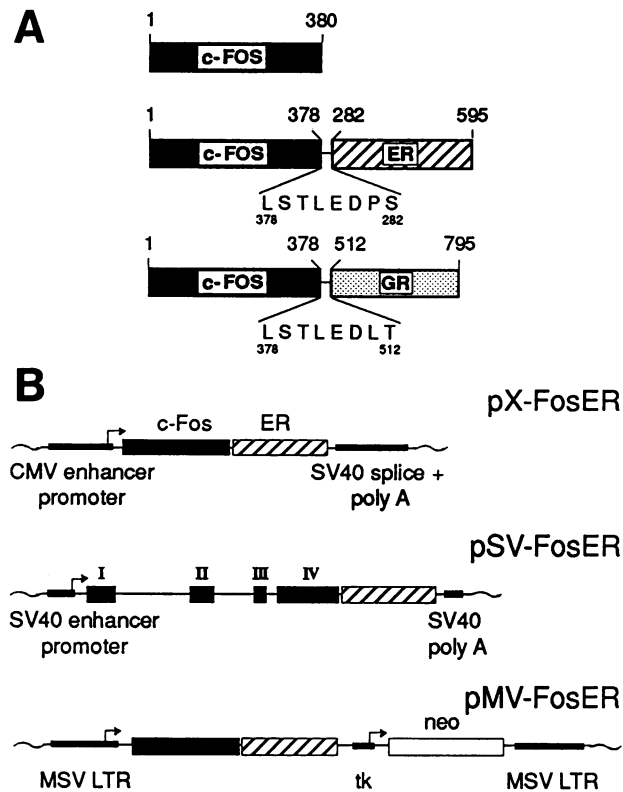 A
1 380
c-FOS
1 378 282 595
c-FOS ER
L S T L E D P S
378 282
1 378 512 795
c-FOS GR
L S T L E D L T
378 512
B
pX-FosER
c-Fos ER
CMV enhancer promoter
SV40 splice + poly A
pSV-FosER
I II III IV
SV40 enhancer promoter
SV40 poly A
pMV-FosER
neo
MSV LTR tk MSV LTR